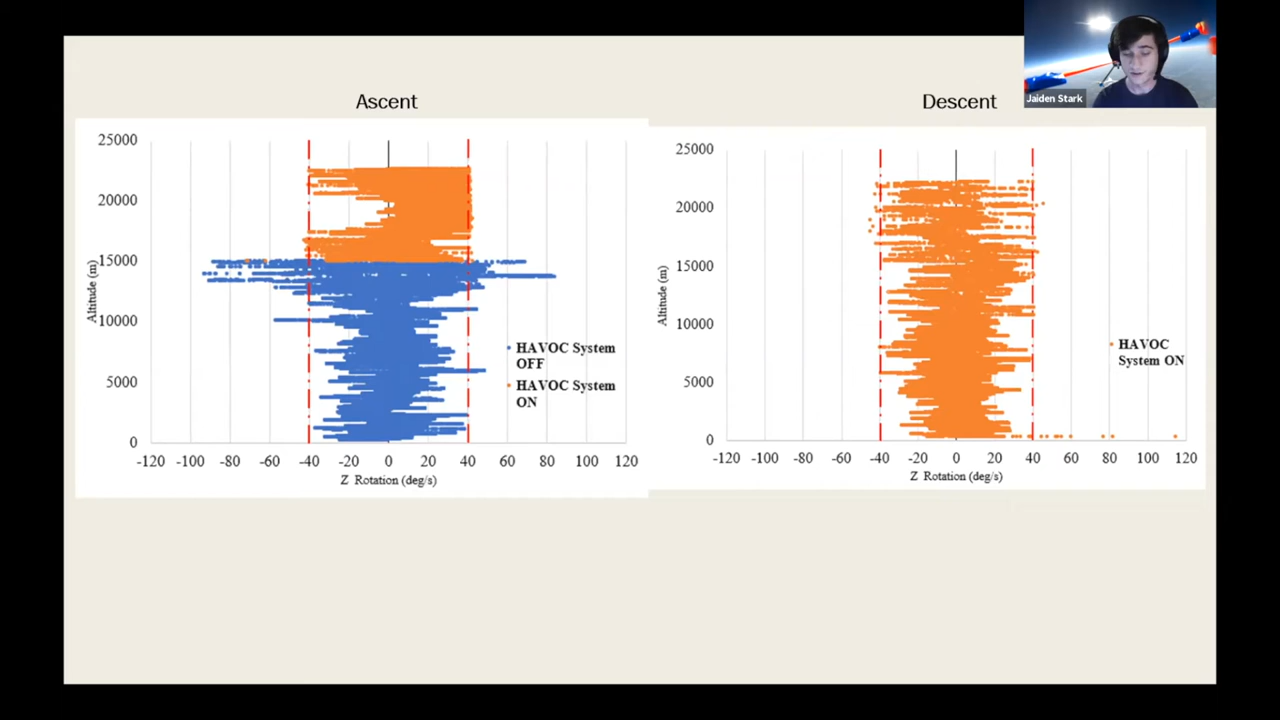 Jaiden Stark
Ascent
Descent
25000
20000
15000
10000
5000
0
Altitude (m)
-120 -100 -80 -60 -40 -20 0 20 40 60 80 100 120
Z Rotation (deg/s)
HAVOC System
OFF
HAVOC System
ON
25000
20000
15000
10000
5000
0
Altitude (m)
-120 -100 -80 -60 -40 -20 0 20 40 60 80 100 120
Z Rotation (deg/s)
HAVOC
System ON